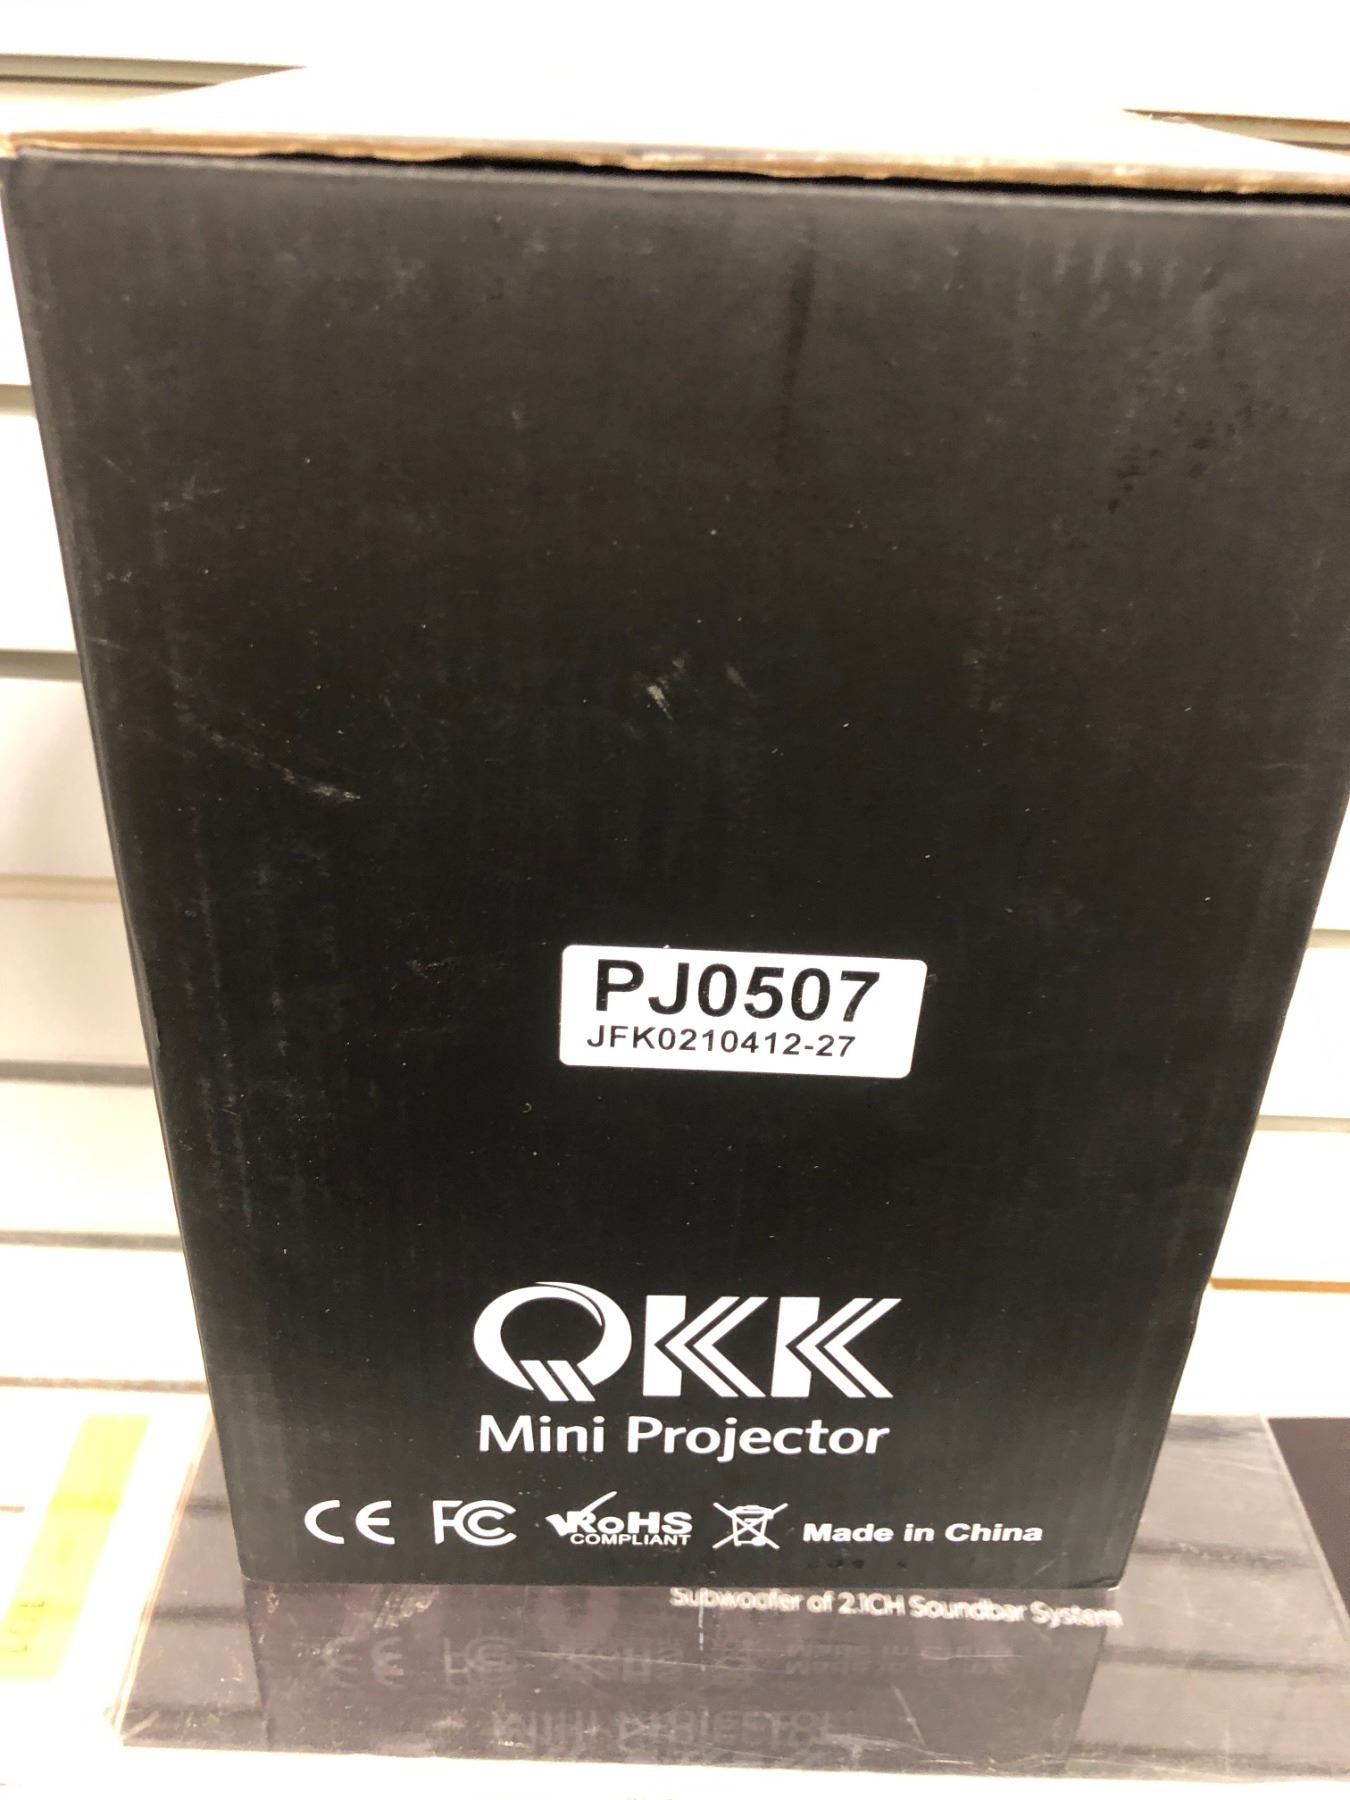 PJ0507
JFK0210412-27
QKK
Mini Projector
CE FC RoHS Made in China
COMPLIANT
Subwoofer of 2.1CH Soundbar System